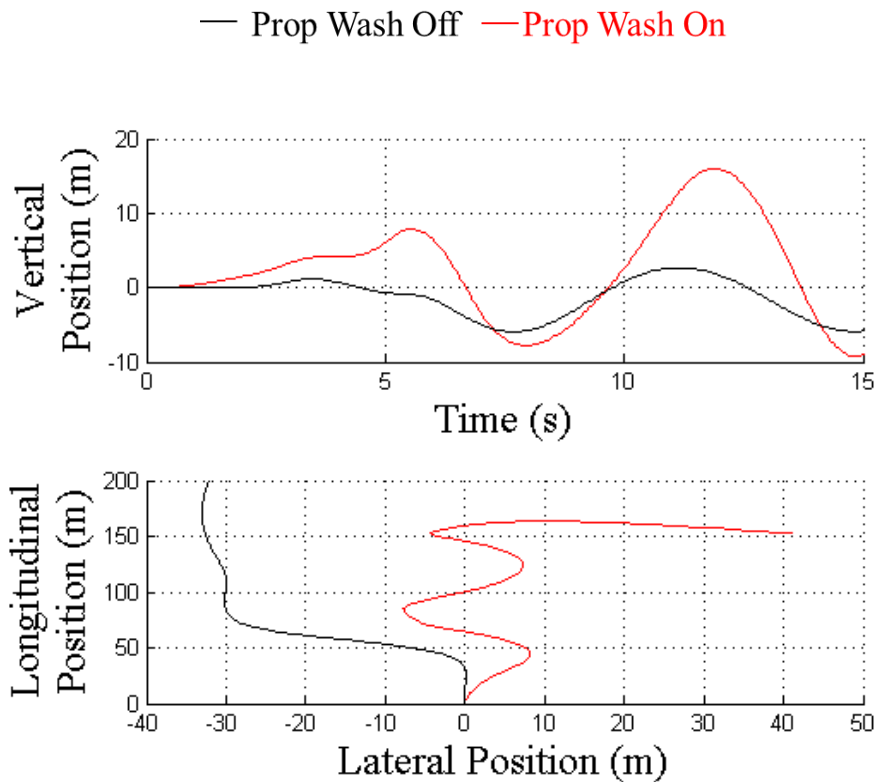 Prop Wash Off Prop Wash On
20
10
0
-10
Vertical
Position (m)
0 5 10 15
Time (s)
200
150
100
50
0
Longitudinal
Position (m)
-40 -30 -20 -10 0 10 20 30 40 50
Lateral Position (m)